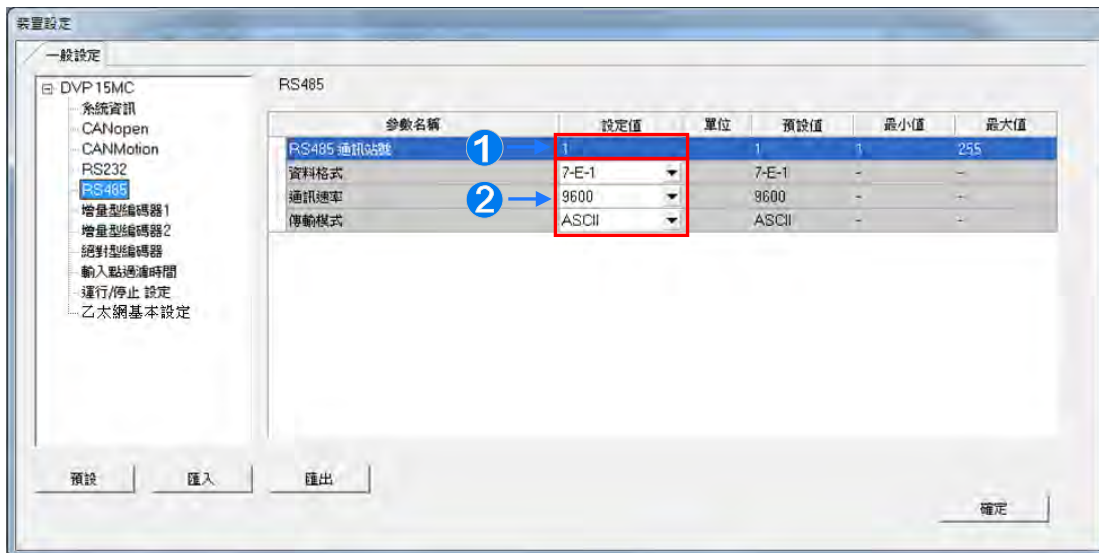 裝置設定
一般設定
DVP 15MC
系統資訊
CANopen
CANMotion
RS232
RS485
增量型編碼器1
增量型編碼器2
絕對型編碼器
輸入點過濾時間
運行/停止 設定
乙太網基本設定
RS485
參數名稱 設定值 單位 預設值 最小值 最大值
RS485 通訊站號 1 1 1 255
資料格式 7-E-1 7-E-1 - -
通訊速率 9600 9600 - -
傳輸模式 ASCII ASCII - -
1
2
預設 匯入 匯出
確定